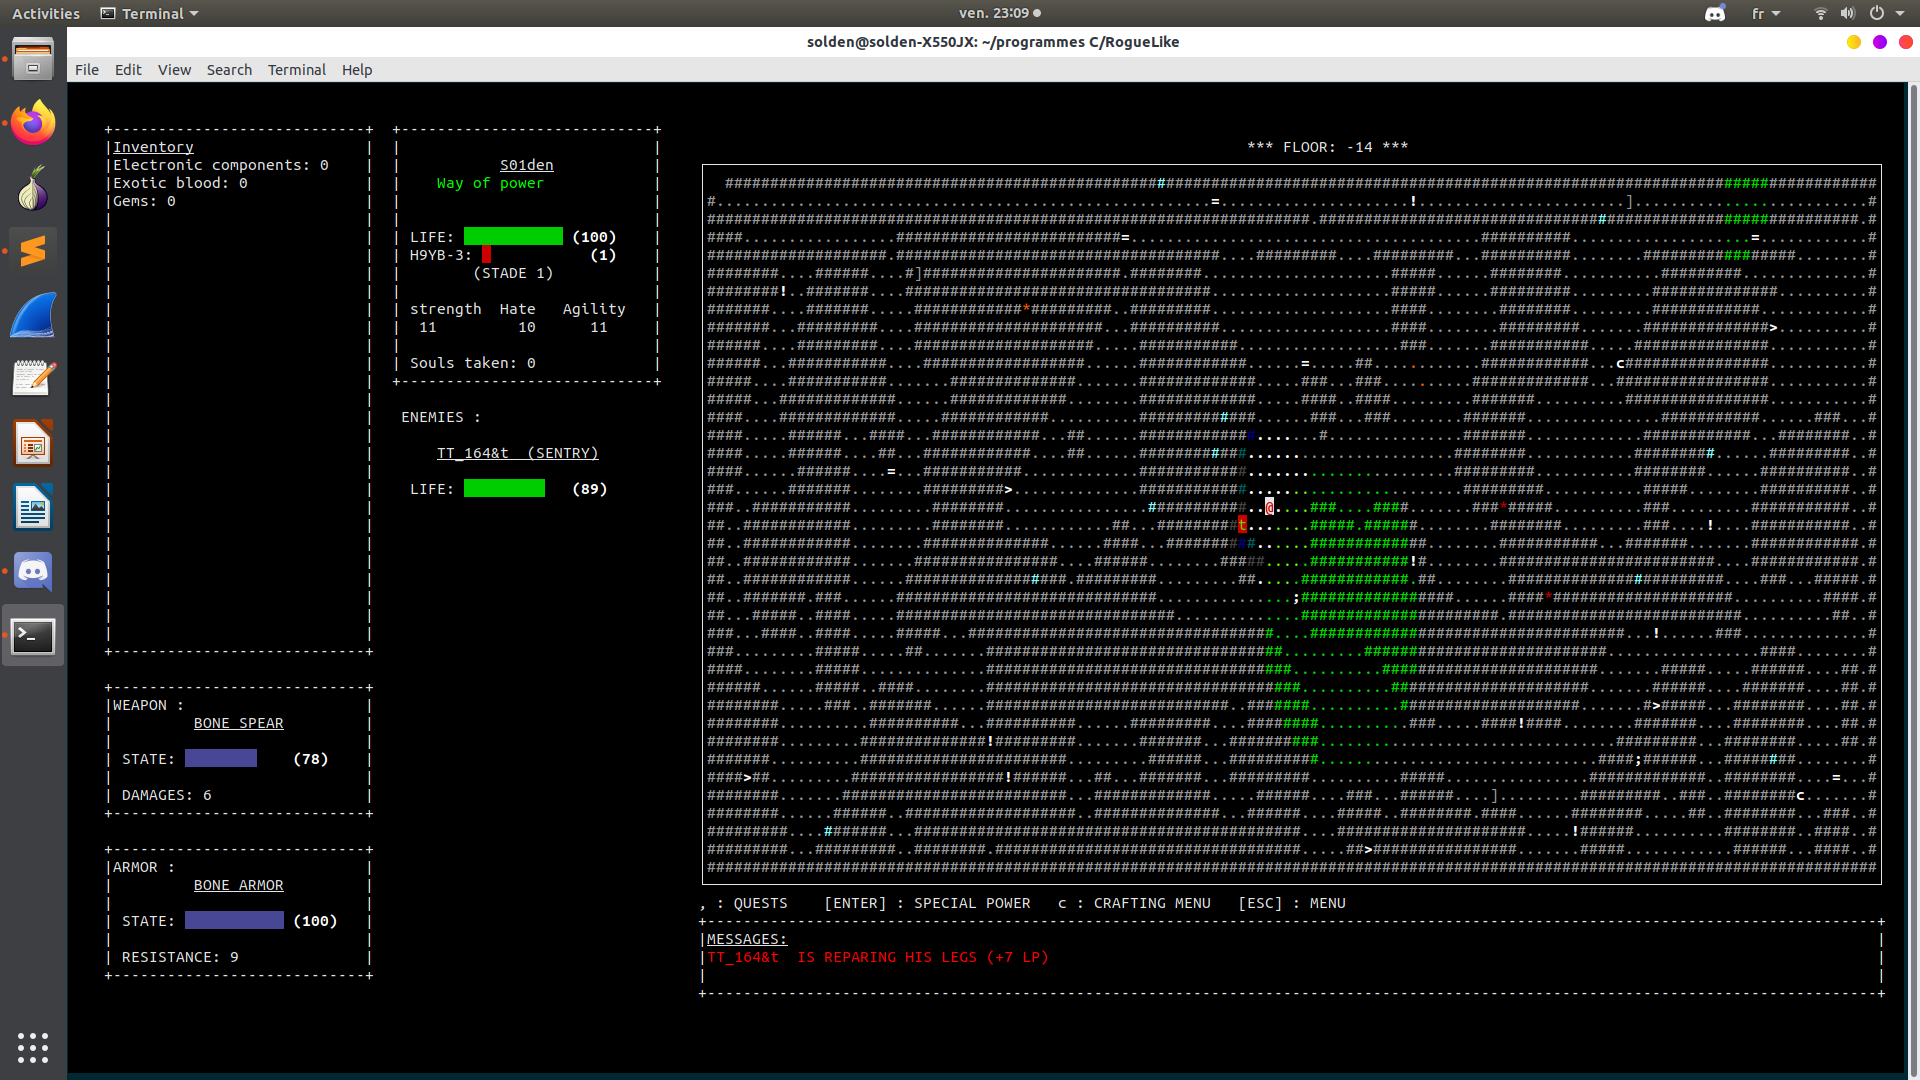 Activities
Terminal
ven. 23:09
fr
solden@solden-X550JX: ~/programmes C/RogueLike
File Edit View Search Terminal Help
Inventory
Electronic components: 0
Exotic blood: 0
Gems: 0
S01den
Way of power
LIFE: (100)
H9YB-3: (1)
(STADE 1)
strength Hate Agility
11 10 11
Souls taken: 0
ENEMIES :
TT_164&t (SENTRY)
LIFE: (89)
WEAPON :
BONE SPEAR
STATE: (78)
DAMAGES: 6
ARMOR :
BONE ARMOR
STATE: (100)
RESISTANCE: 9
*** FLOOR: -14 ***
, : QUESTS [ENTER] : SPECIAL POWER c : CRAFTING MENU [ESC] : MENU
MESSAGES:
TT_164&t IS REPARING HIS LEGS (+7 LP)